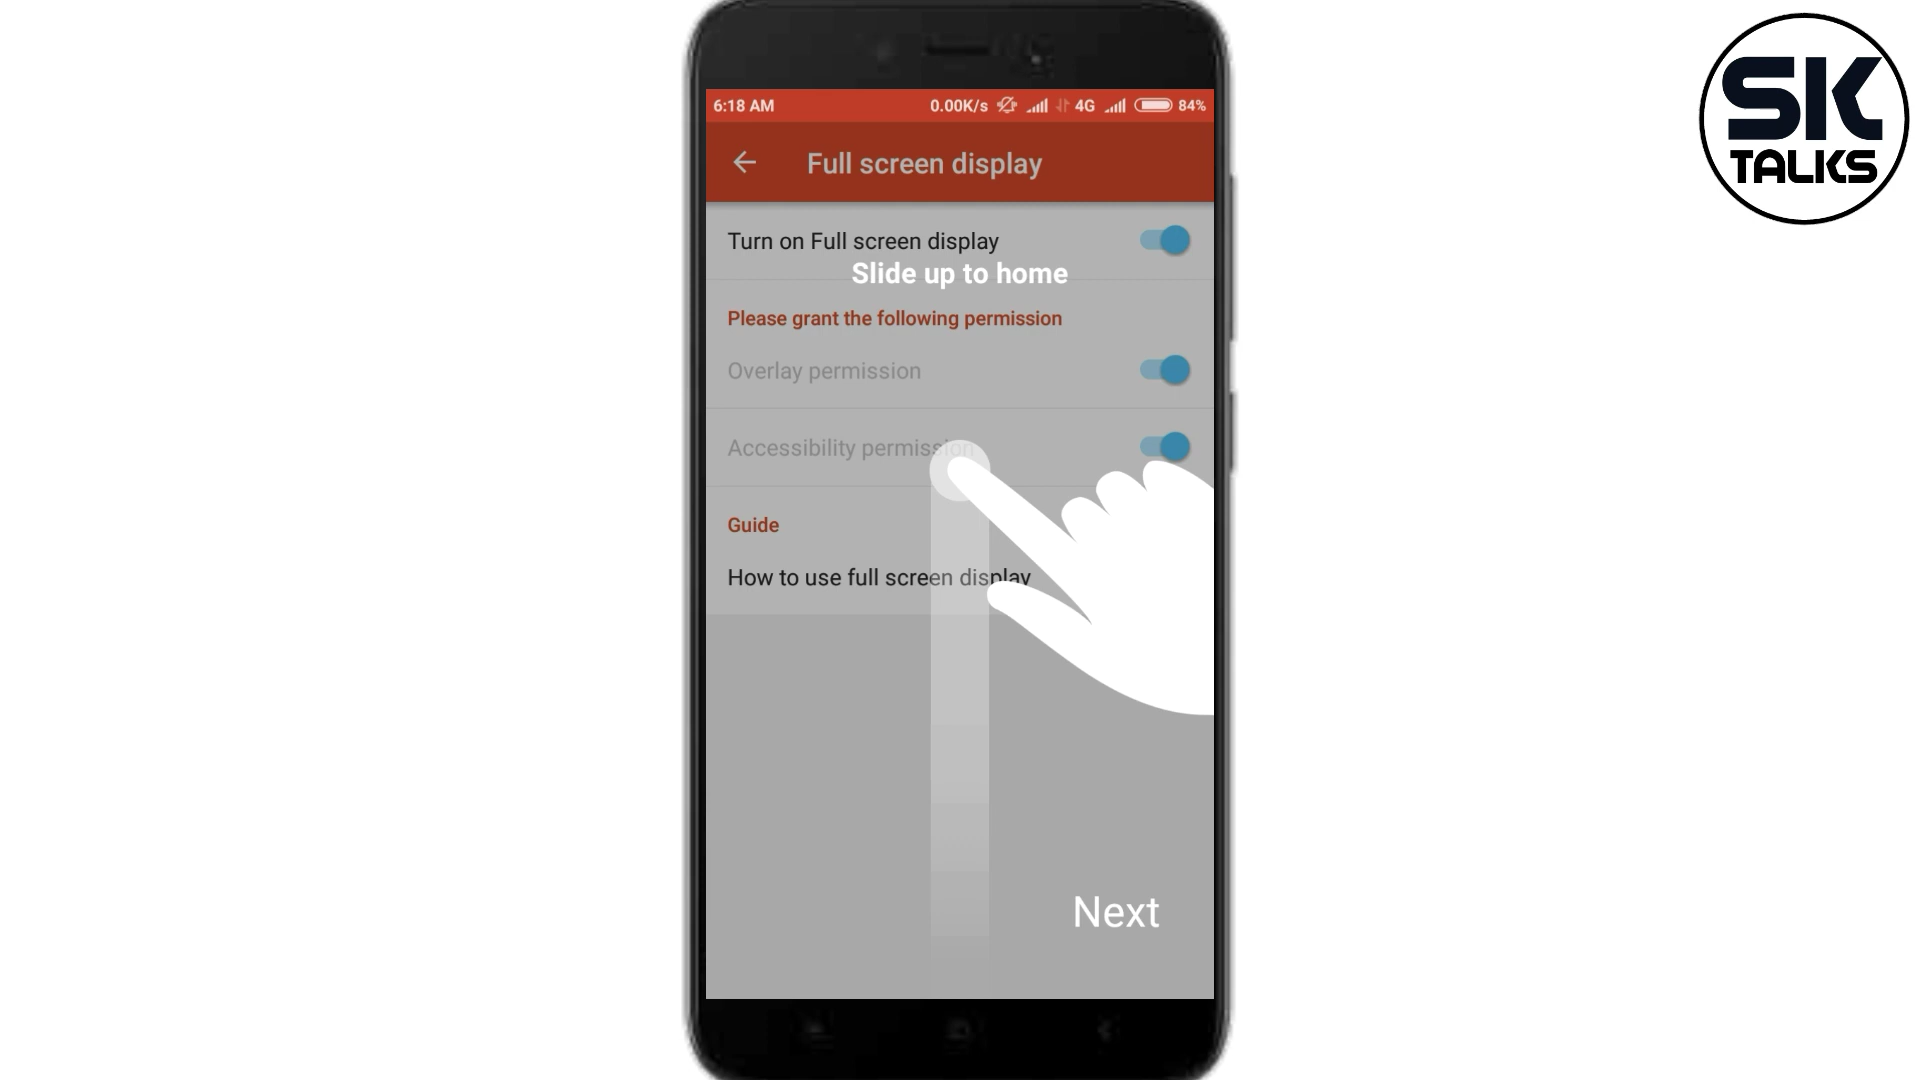 SK
TALKS
6:18 AM 0.00K/s 4G 84%
Full screen display
Turn on Full screen display
Slide up to home
Please grant the following permission
Overlay permission
Accessibility permission
Guide
How to use full screen display
Next